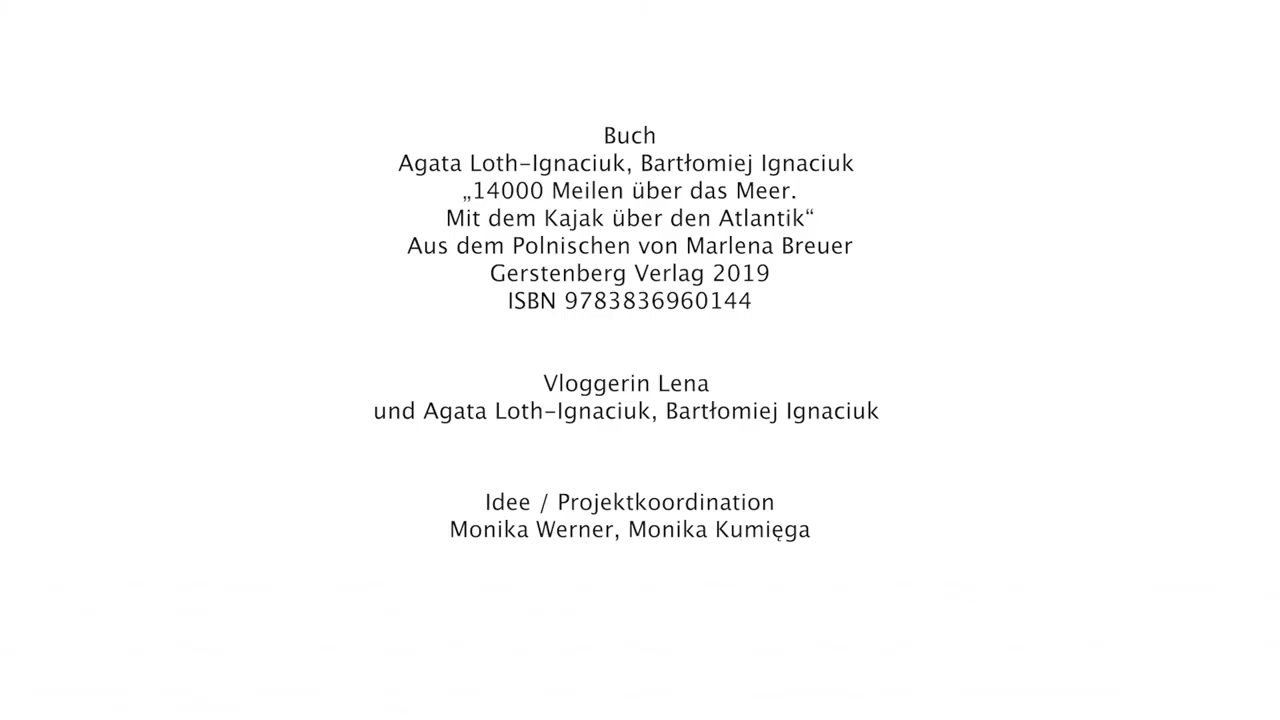 Buch
Agata Loth-Ignaciuk, Bartłomiej Ignaciuk
„14000 Meilen über das Meer.
Mit dem Kajak über den Atlantik“
Aus dem Polnischen von Marlena Breuer
Gerstenberg Verlag 2019
ISBN 9783836960144
Vloggerin Lena
und Agata Loth-Ignaciuk, Bartłomiej Ignaciuk
Idee / Projektkoordination
Monika Werner, Monika Kumięga